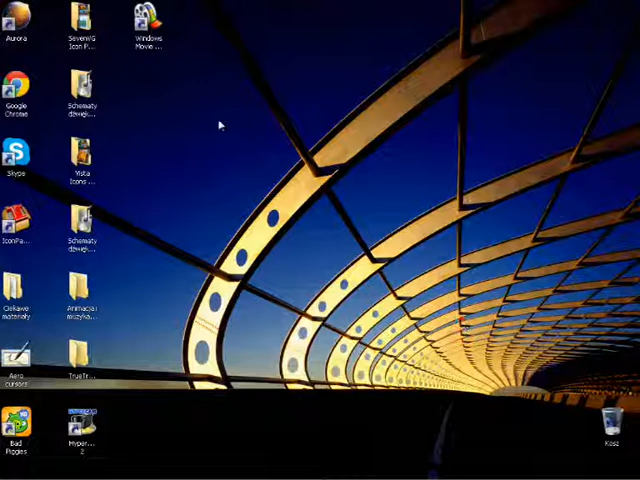 Aurora
SevenVG
Icon P...
Windows
Movie ...
Google
Chrome
Schematy
dźwięk...
Skype
Vista
Icons ...
IconPa...
Schematy
dźwięk...
Ciekawe
materiały
Animacja i
muzyka...
Aero
cursors
TrueTr...
Bad
Piggies
Hyper...
2
Kosz